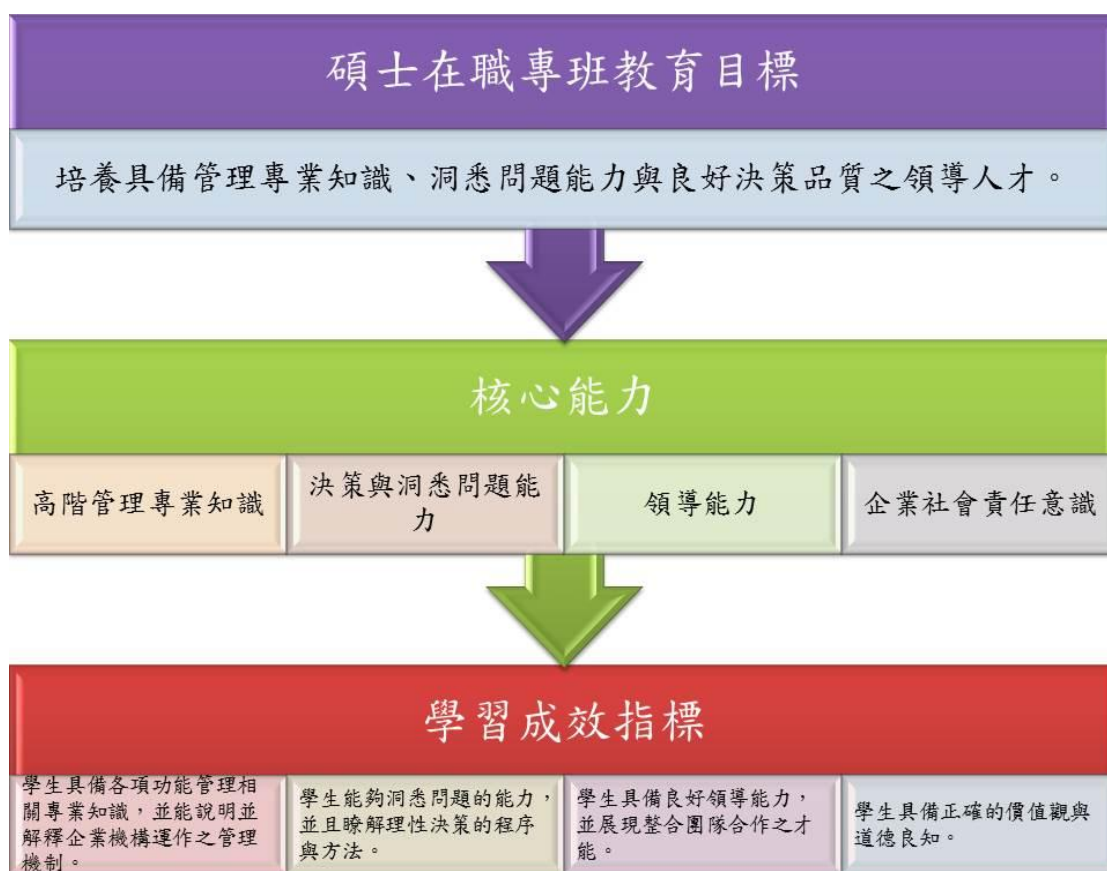 碩士在職專班教育目標
培養具備管理專業知識、洞悉問題能力與良好決策品質之領導人才。
核心能力
高階管理專業知識
決策與洞悉問題能
力
領導能力
企業社會責任意識
學習成效指標
學生具備各項功能管理相
關專業知識，並能說明並
解釋企業機構運作之管理
機制。
學生能夠洞悉問題的能力，
並且瞭解理性決策的程序
與方法。
學生具備良好領導能力，
並展現整合團隊合作之才
能。
學生具備正確的價值觀與
道德良知。